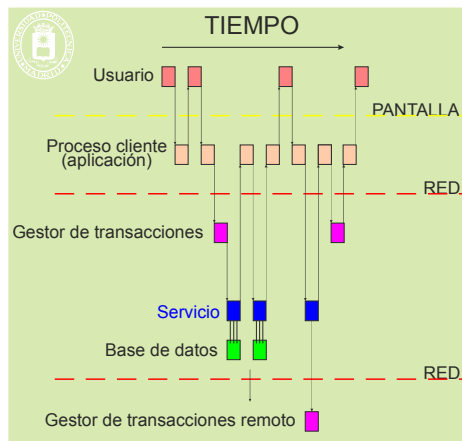 TIEMPO
Usuario
PANTALLA
Proceso cliente
(aplicación)
RED
Gestor de transacciones
Servicio
Base de datos
RED
Gestor de transacciones remoto